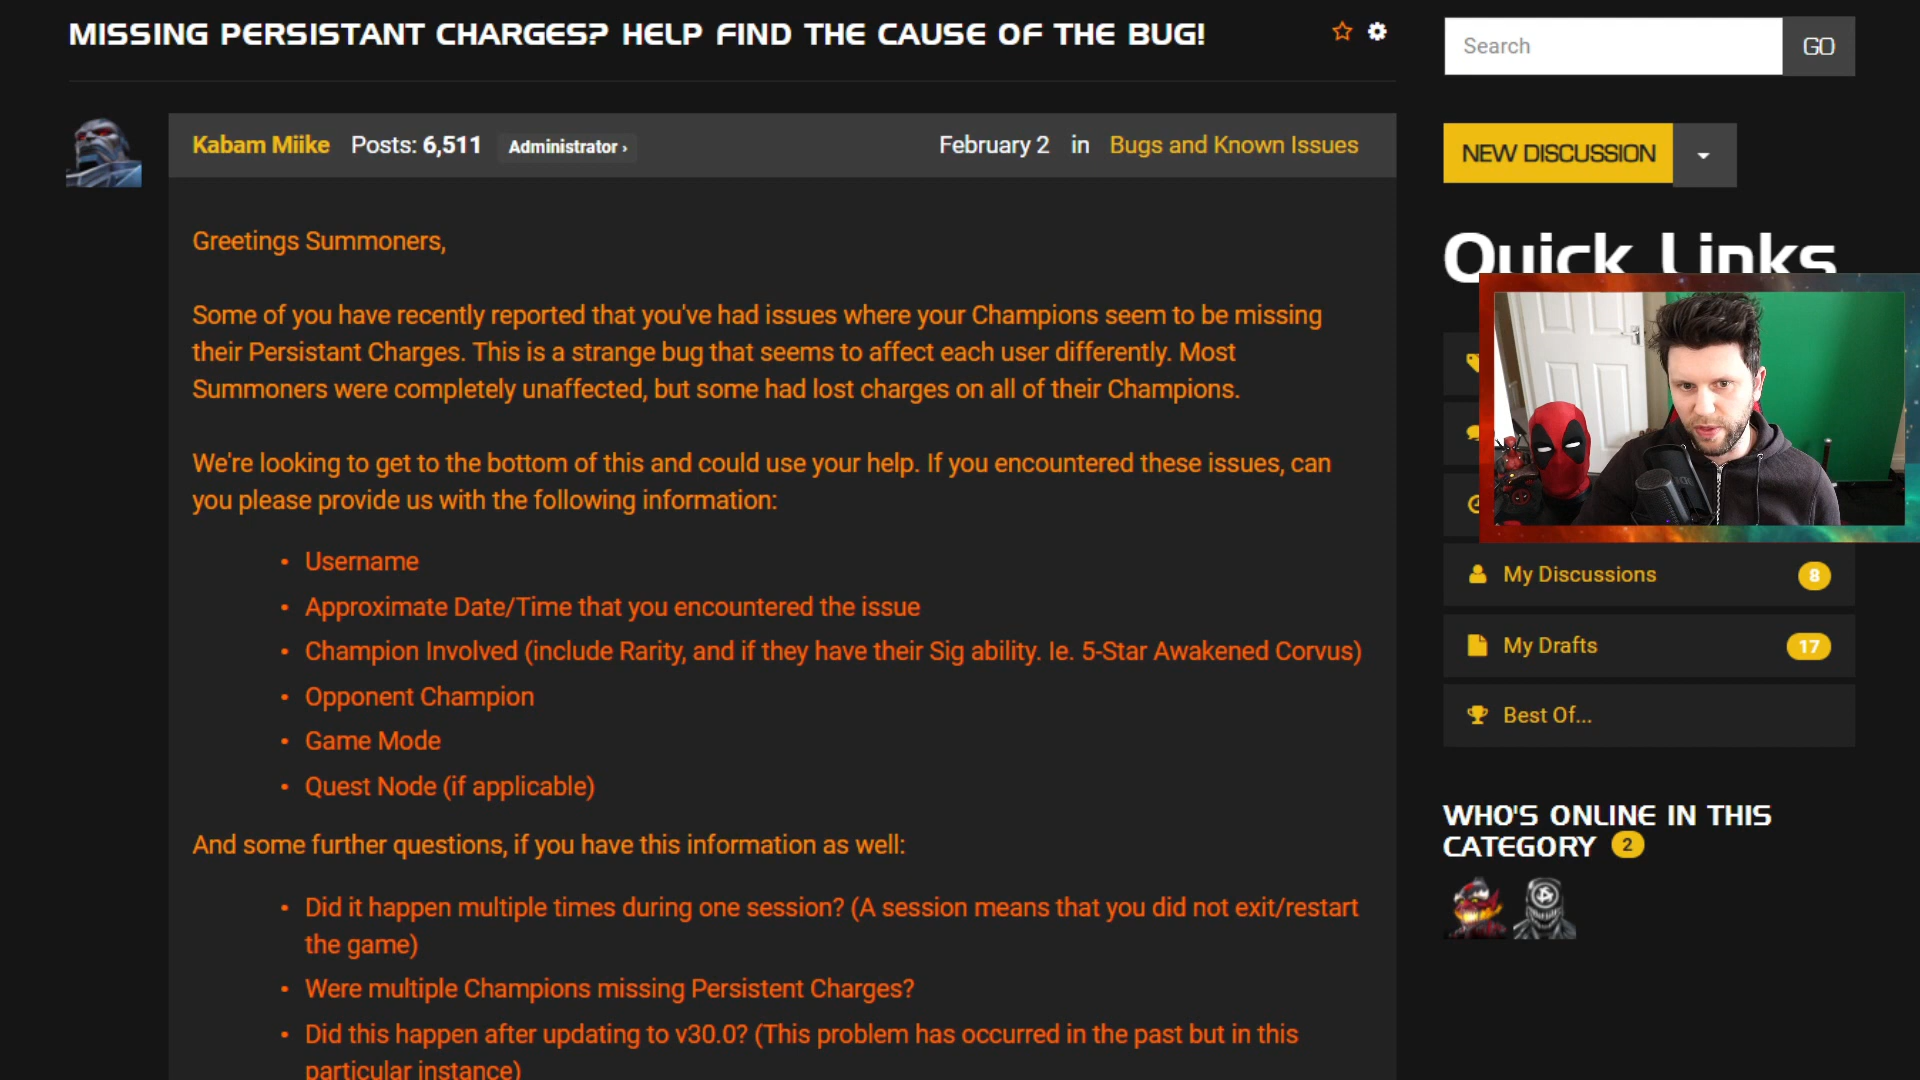 MISSING PERSISTANT CHARGES? HELP FIND THE CAUSE OF THE BUG!
Kabam Miike Posts: 6,511 Administrator ›
February 2 in Bugs and Known Issues
Greetings Summoners,
Some of you have recently reported that you've had issues where your Champions seem to be missing
their Persistant Charges. This is a strange bug that seems to affect each user differently. Most
Summoners were completely unaffected, but some had lost charges on all of their Champions.
We're looking to get to the bottom of this and could use your help. If you encountered these issues, can
you please provide us with the following information:
• Username
• Approximate Date/Time that you encountered the issue
• Champion Involved (include Rarity, and if they have their Sig ability. Ie. 5-Star Awakened Corvus)
• Opponent Champion
• Game Mode
• Quest Node (if applicable)
And some further questions, if you have this information as well:
• Did it happen multiple times during one session? (A session means that you did not exit/restart
the game)
• Were multiple Champions missing Persistent Charges?
• Did this happen after updating to v30.0? (This problem has occurred in the past but in this
particular instance)
Search GO
NEW DISCUSSION
Quick Links
My Discussions 8
My Drafts 17
Best Of...
WHO'S ONLINE IN THIS
CATEGORY 2